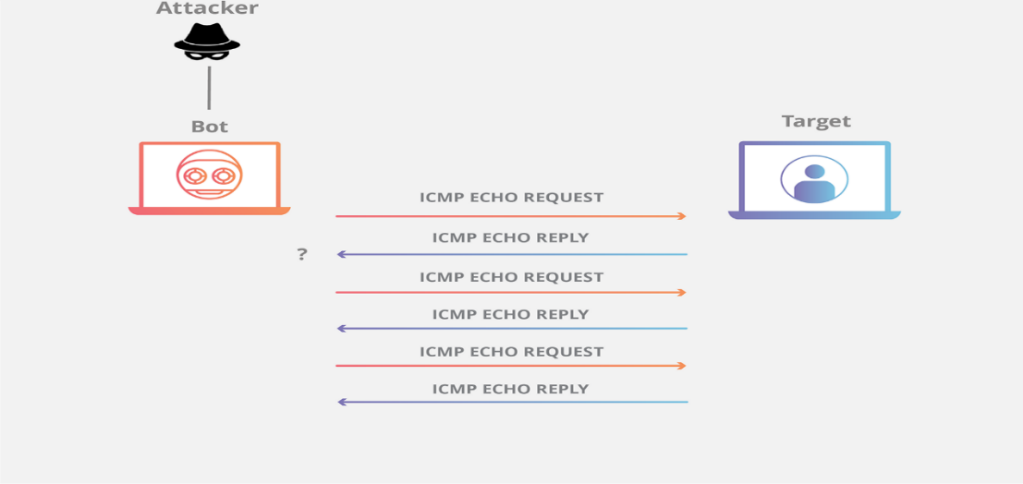 Attacker
Bot
Target
ICMP ECHO REQUEST
ICMP ECHO REPLY
?
ICMP ECHO REQUEST
ICMP ECHO REPLY
ICMP ECHO REQUEST
ICMP ECHO REPLY